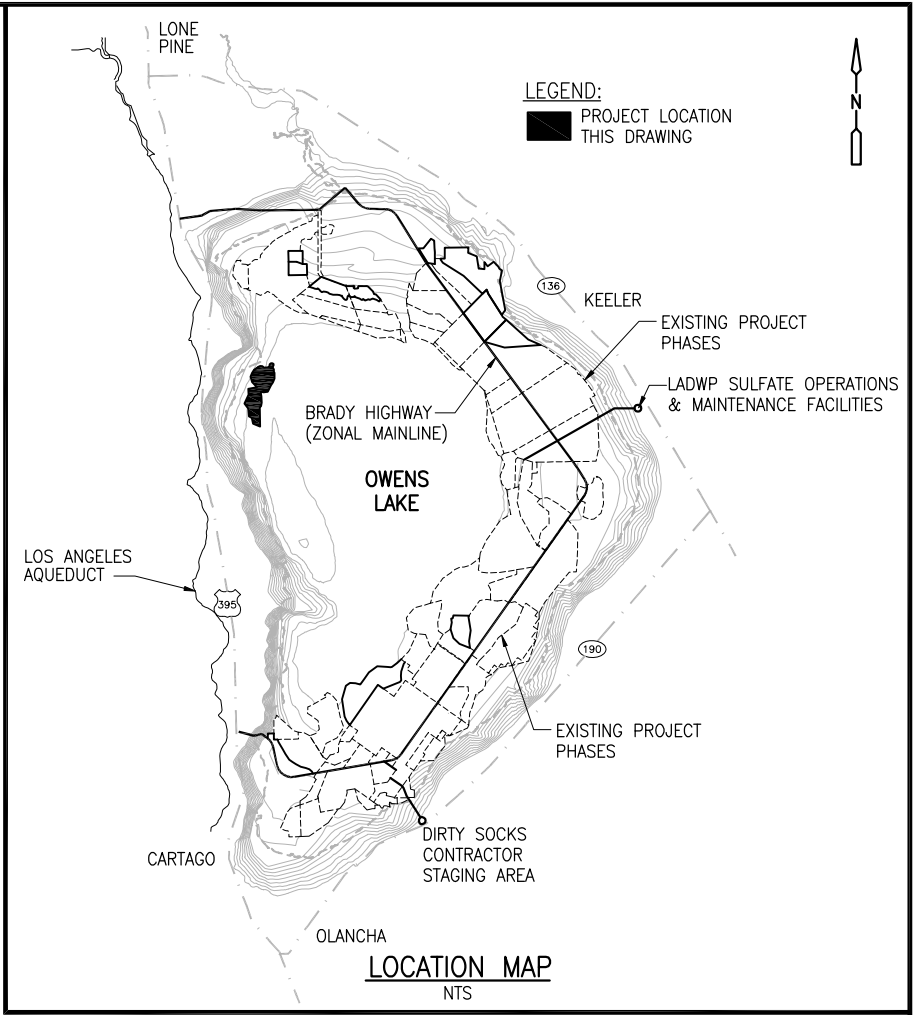 LONE
PINE
LEGEND:
PROJECT LOCATION
THIS DRAWING
N
136
KEELER
EXISTING PROJECT
PHASES
LADWP SULFATE OPERATIONS
& MAINTENANCE FACILITIES
BRADY HIGHWAY
(ZONAL MAINLINE)
OWENS
LAKE
LOS ANGELES
AQUEDUCT
395
190
EXISTING PROJECT
PHASES
DIRTY SOCKS
CONTRACTOR
STAGING AREA
CARTAGO
OLANCHA
LOCATION MAP
NTS